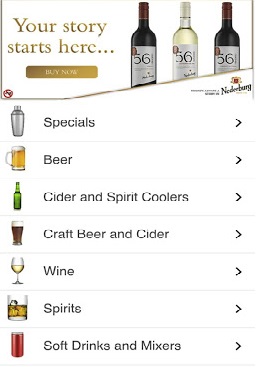 Your story
starts here...
BUY NOW
56
56
56
Nederburg
Specials
Beer
Cider and Spirit Coolers
Craft Beer and Cider
Wine
Spirits
Soft Drinks and Mixers